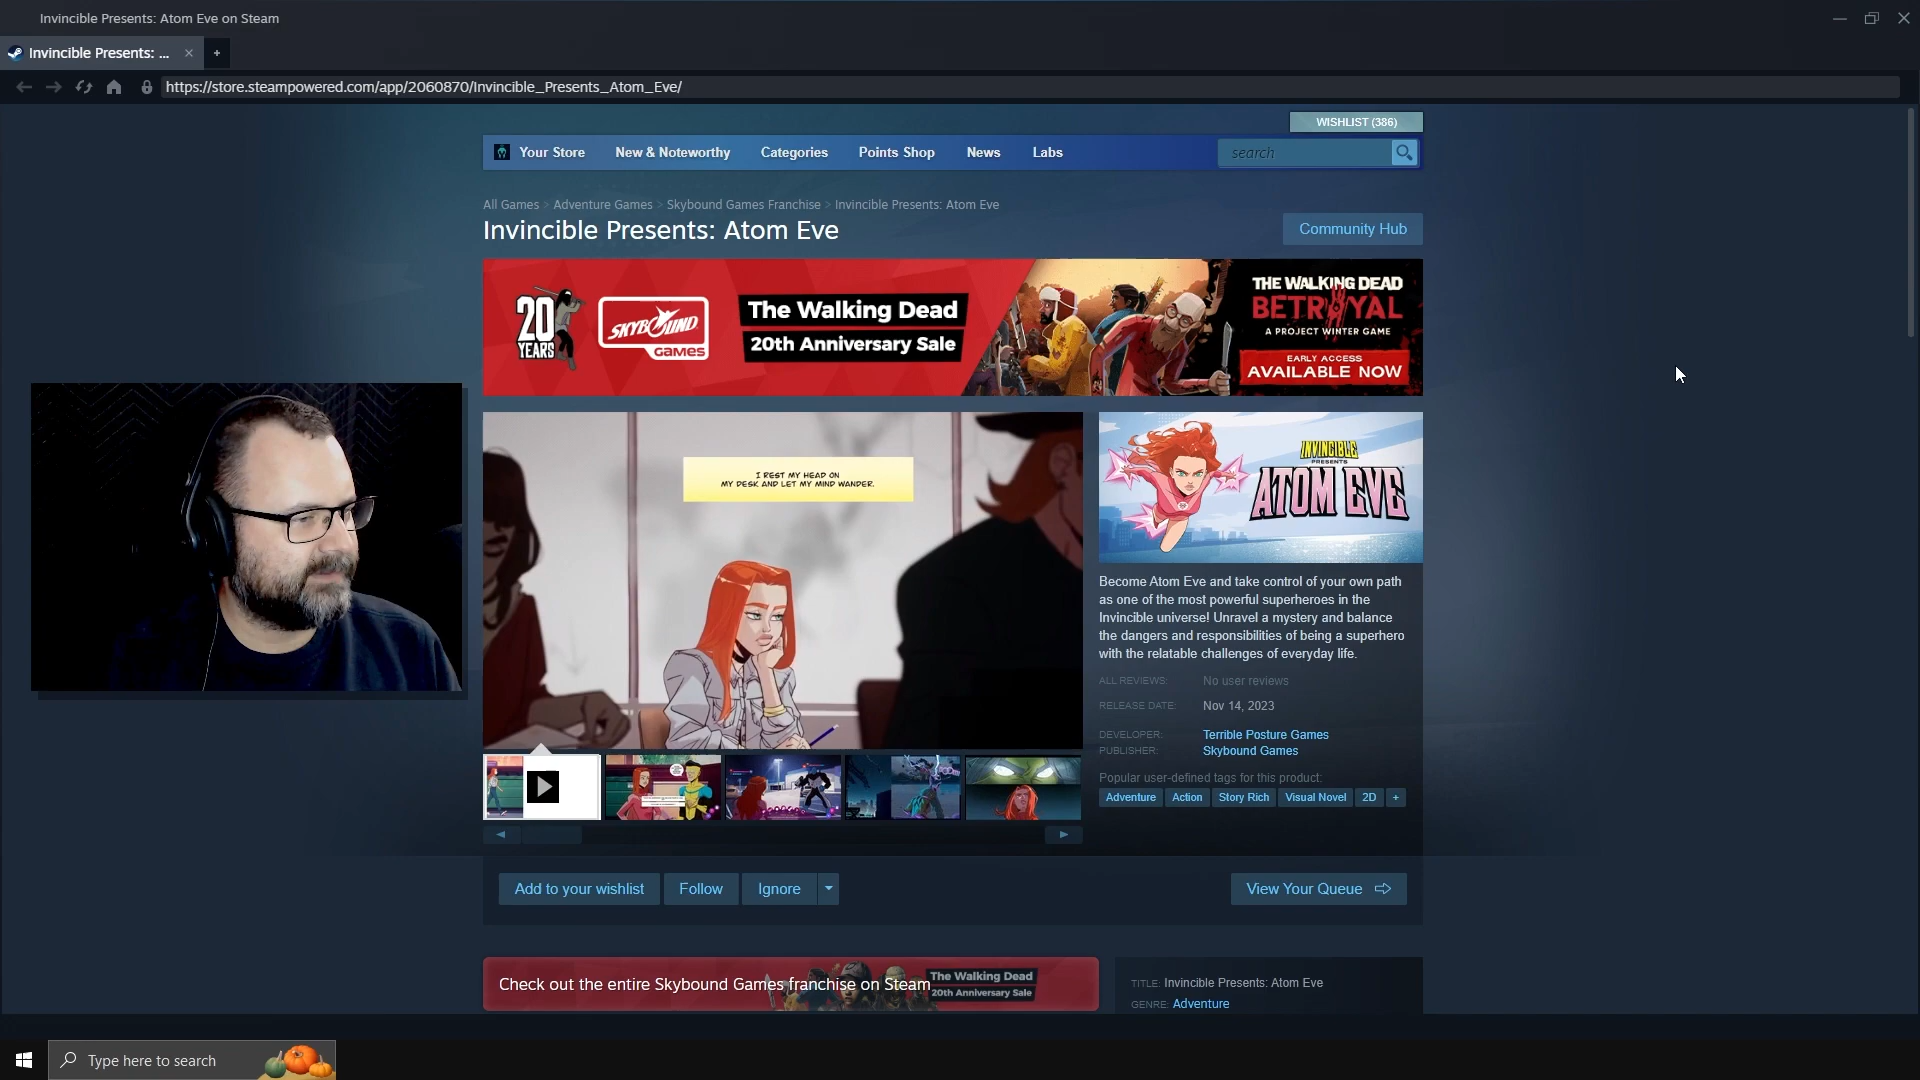 Invincible Presents: Atom Eve on Steam
Invincible Presents: ...
https://store.steampowered.com/app/2060870/Invincible_Presents_Atom_Eve/
WISHLIST (386)
Your Store New & Noteworthy Categories Points Shop News Labs
search
All Games > Adventure Games > Skybound Games Franchise > Invincible Presents: Atom Eve
Invincible Presents: Atom Eve
Community Hub
20
YEARS
SKYBOUND
GAMES
The Walking Dead
20th Anniversary Sale
THE WALKING DEAD
BETRAYAL
A PROJECT WINTER GAME
EARLY ACCESS
AVAILABLE NOW
I REST MY HEAD ON
MY DESK AND LET MY MIND WANDER.
INVINCIBLE
PRESENTS
ATOM EVE
Become Atom Eve and take control of your own path
as one of the most powerful superheroes in the
Invincible universe! Unravel a mystery and balance
the dangers and responsibilities of being a superhero
with the relatable challenges of everyday life.
ALL REVIEWS: No user reviews
RELEASE DATE: Nov 14, 2023
DEVELOPER: Terrible Posture Games
PUBLISHER: Skybound Games
Popular user-defined tags for this product:
Adventure Action Story Rich Visual Novel 2D +
Add to your wishlist Follow Ignore
View Your Queue
Check out the entire Skybound Games franchise on Steam
The Walking Dead
20th Anniversary Sale
TITLE: Invincible Presents: Atom Eve
GENRE: Adventure
Type here to search